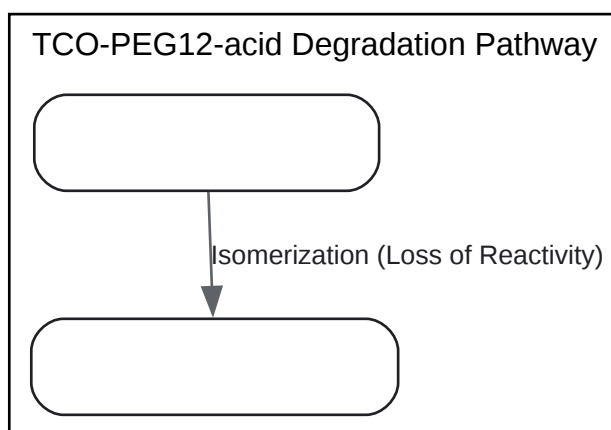 TCO-PEG12-acid Degradation Pathway
Isomerization (Loss of Reactivity)